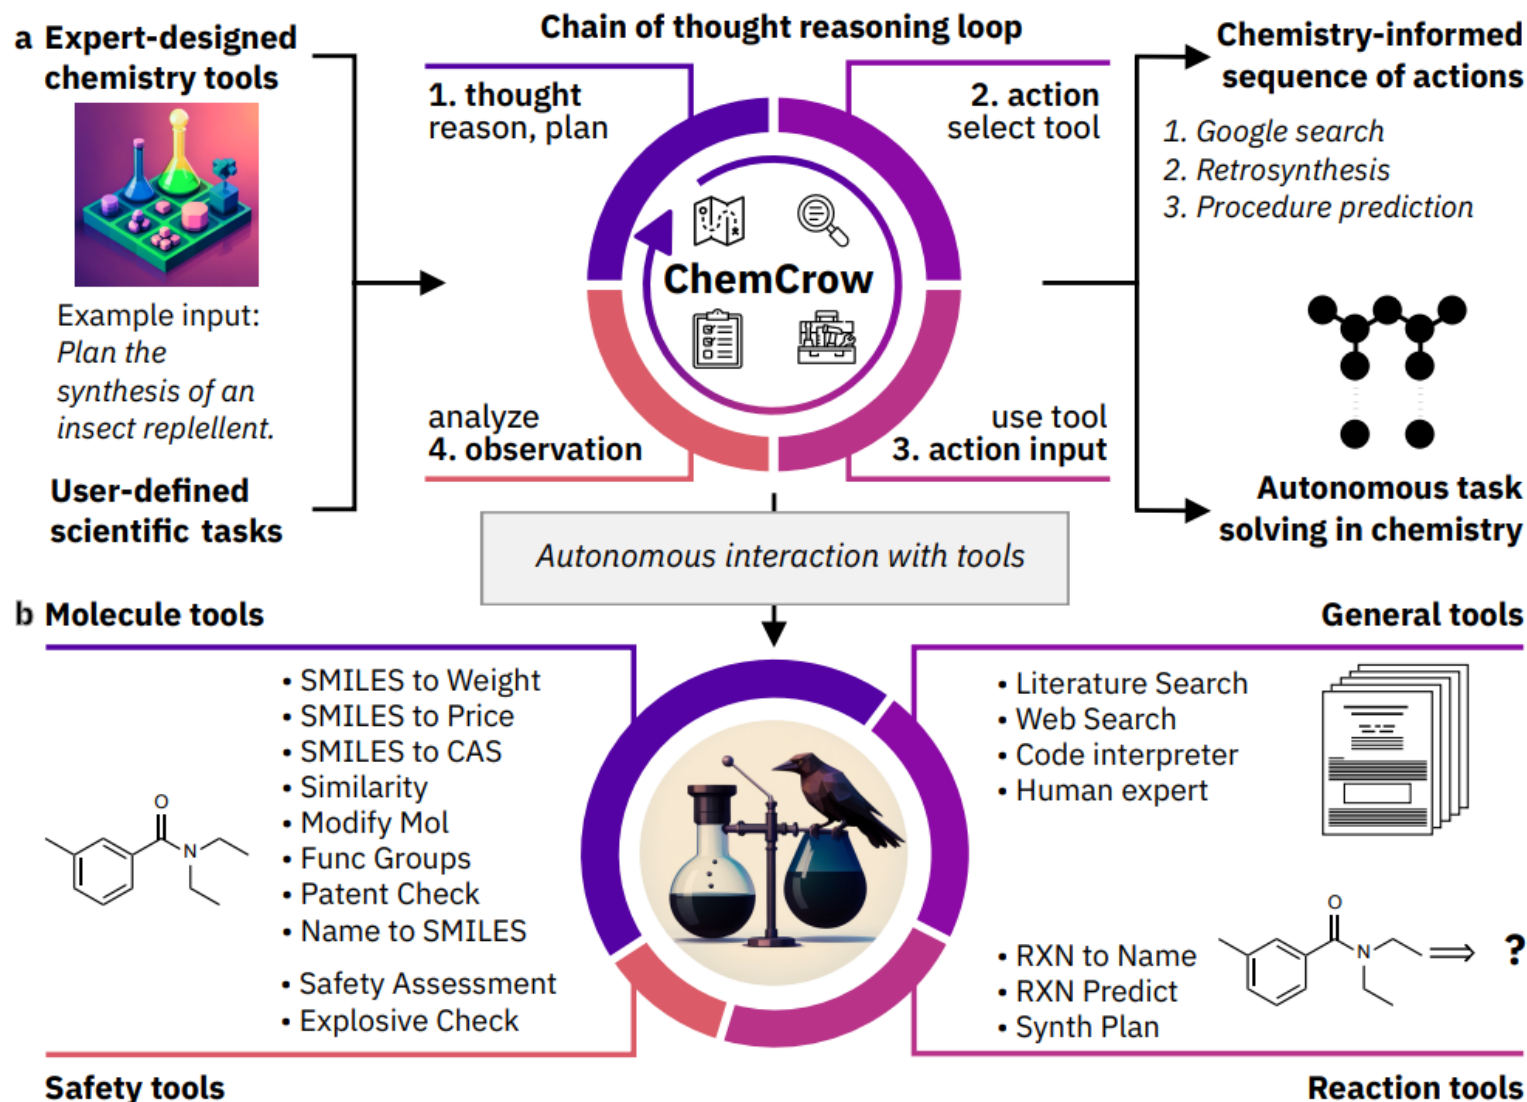 a Expert-designed
chemistry tools
Example input:
Plan the
synthesis of an
insect repllellent.
User-defined
scientific tasks
Chain of thought reasoning loop
1. thought
reason, plan
2. action
select tool
ChemCrow
analyze
4. observation
use tool
3. action input
Chemistry-informed
sequence of actions
1. Google search
2. Retrosynthesis
3. Procedure prediction
Autonomous task
solving in chemistry
Autonomous interaction with tools
b Molecule tools
• SMILES to Weight
• SMILES to Price
• SMILES to CAS
• Similarity
• Modify Mol
• Func Groups
• Patent Check
• Name to SMILES
O
N
• Safety Assessment
• Explosive Check
Safety tools
General tools
• Literature Search
• Web Search
• Code interpreter
• Human expert
• RXN to Name
• RXN Predict
• Synth Plan
O
N
?
Reaction tools